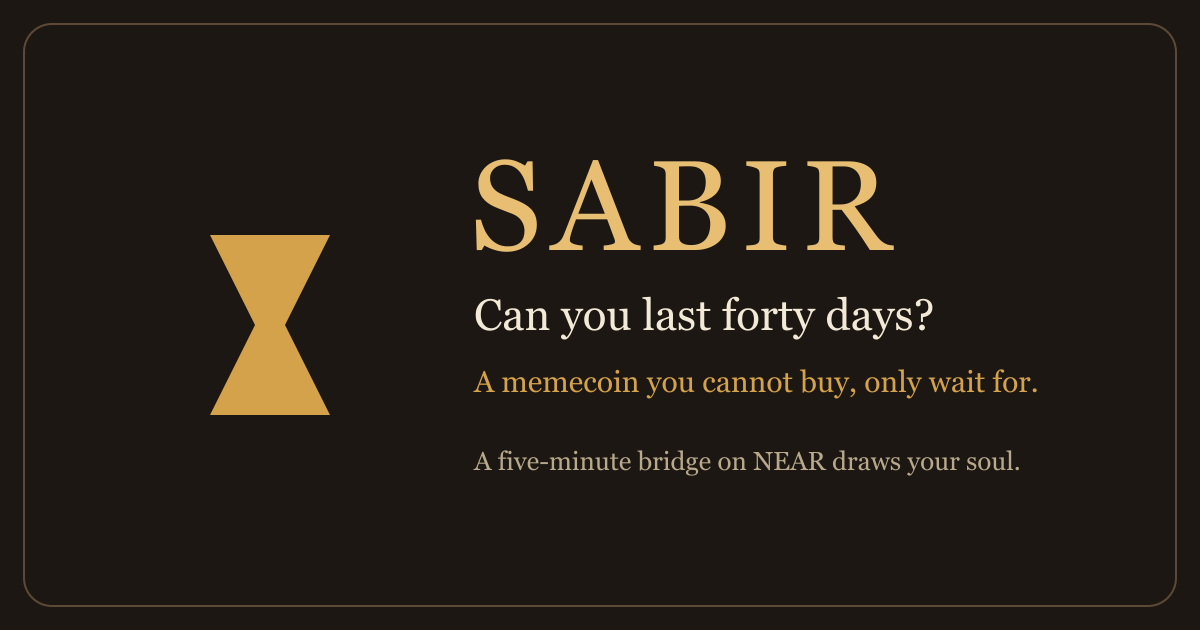 SABIR
Can you last forty days?
A memecoin you cannot buy, only wait for.
A five-minute bridge on NEAR draws your soul.